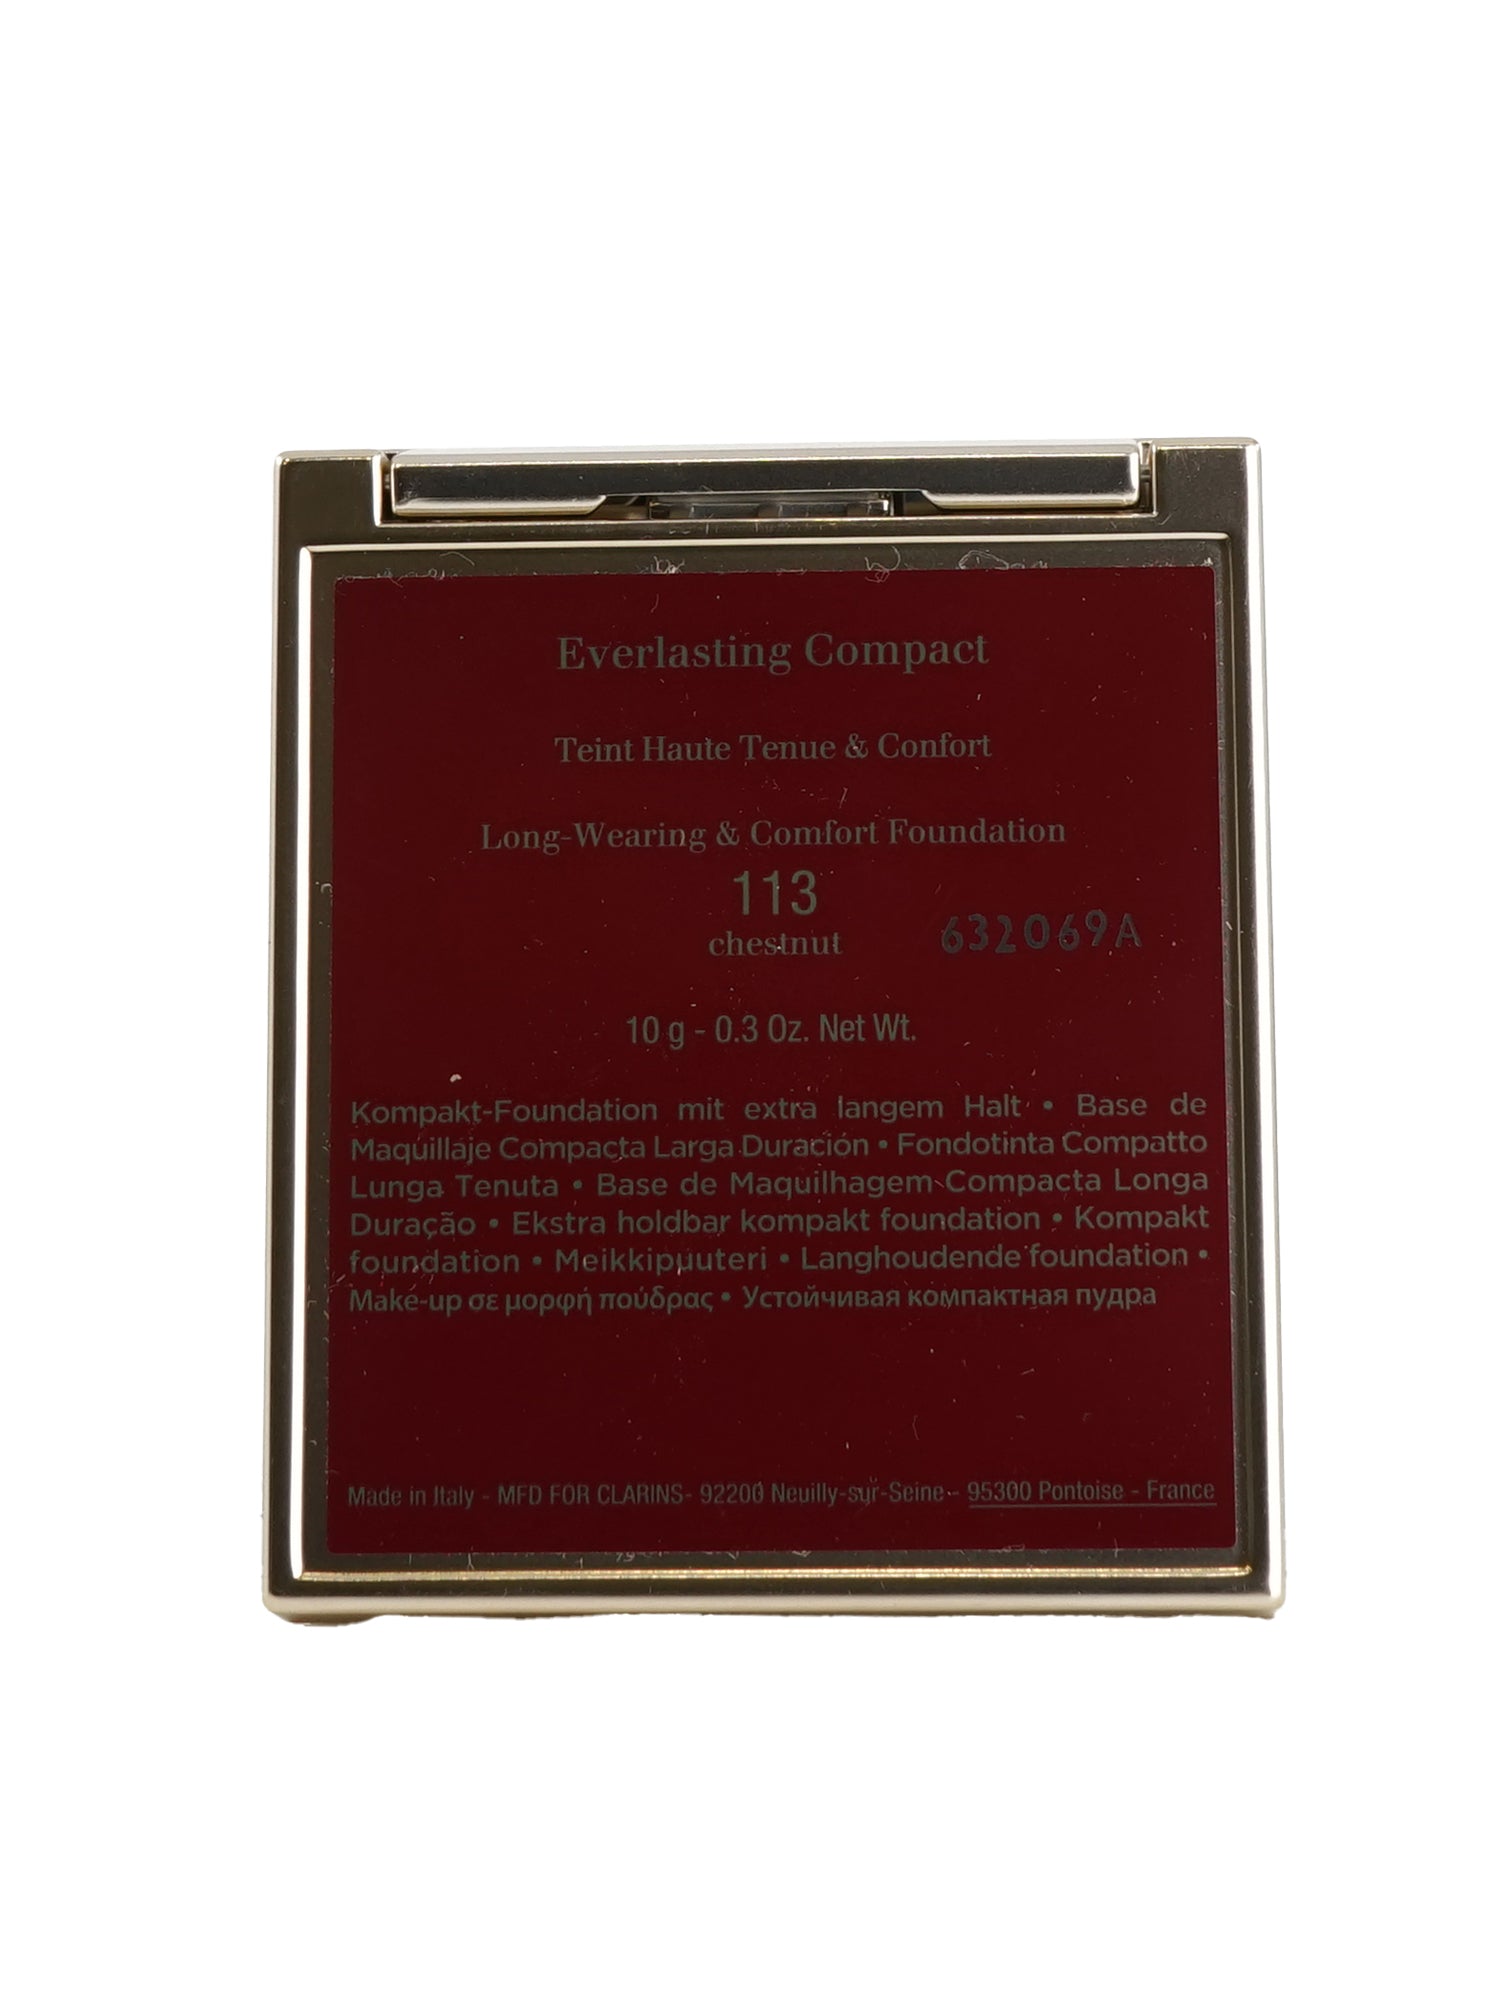 Everlasting Compact
Teint Haute Tenue & Confort
Long-Wearing & Comfort Foundation
113
chestnut
632069A
10 g - 0.3 Oz. Net Wt.
Kompakt-Foundation mit extra langem Halt • Base de
Maquillaje Compacta Larga Duración • Fondotinta Compatto
Lunga Tenuta • Base de Maquilhagem Compacta Longa
Duração • Ekstra holdbar kompakt foundation • Kompakt
foundation • Meikkipuuteri • Langhoudende foundation •
Make-up σε μορφή πούδρας • Устойчивая компактная пудра
Made in Italy - MFD FOR CLARINS- 92200 Neuilly-sur-Seine - 95300 Pontoise - France